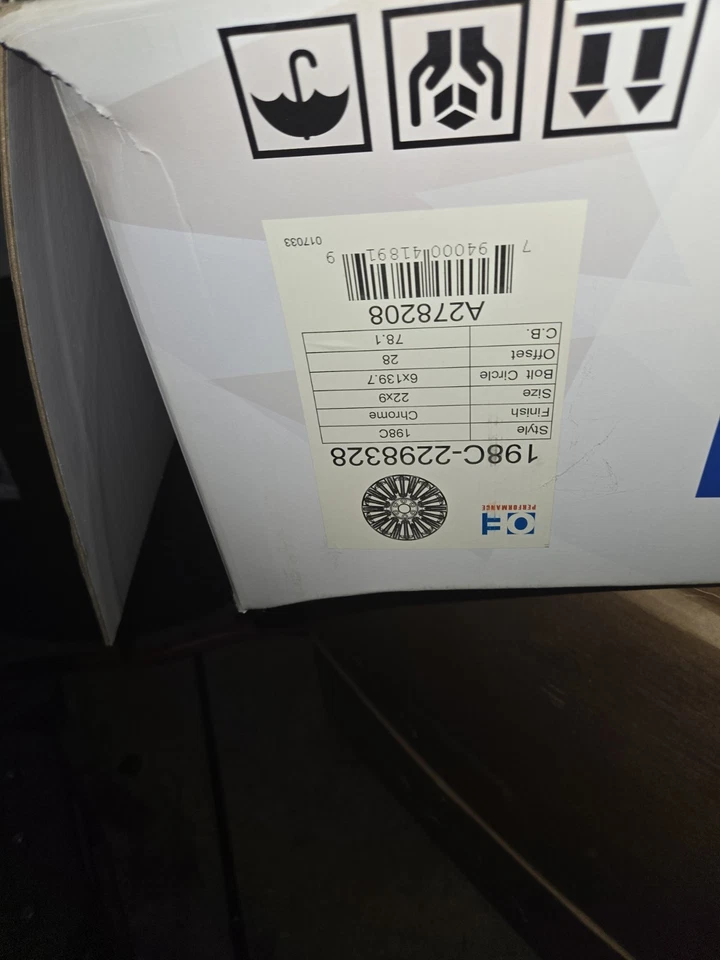 OE
PERFORMANCE
198C-2298328
Style 198C
Finish Chrome
Size 22x9
Bolt Circle 6x139.7
Offset 28
C.B. 78.1
A278208
7 94000 41891 9
017033